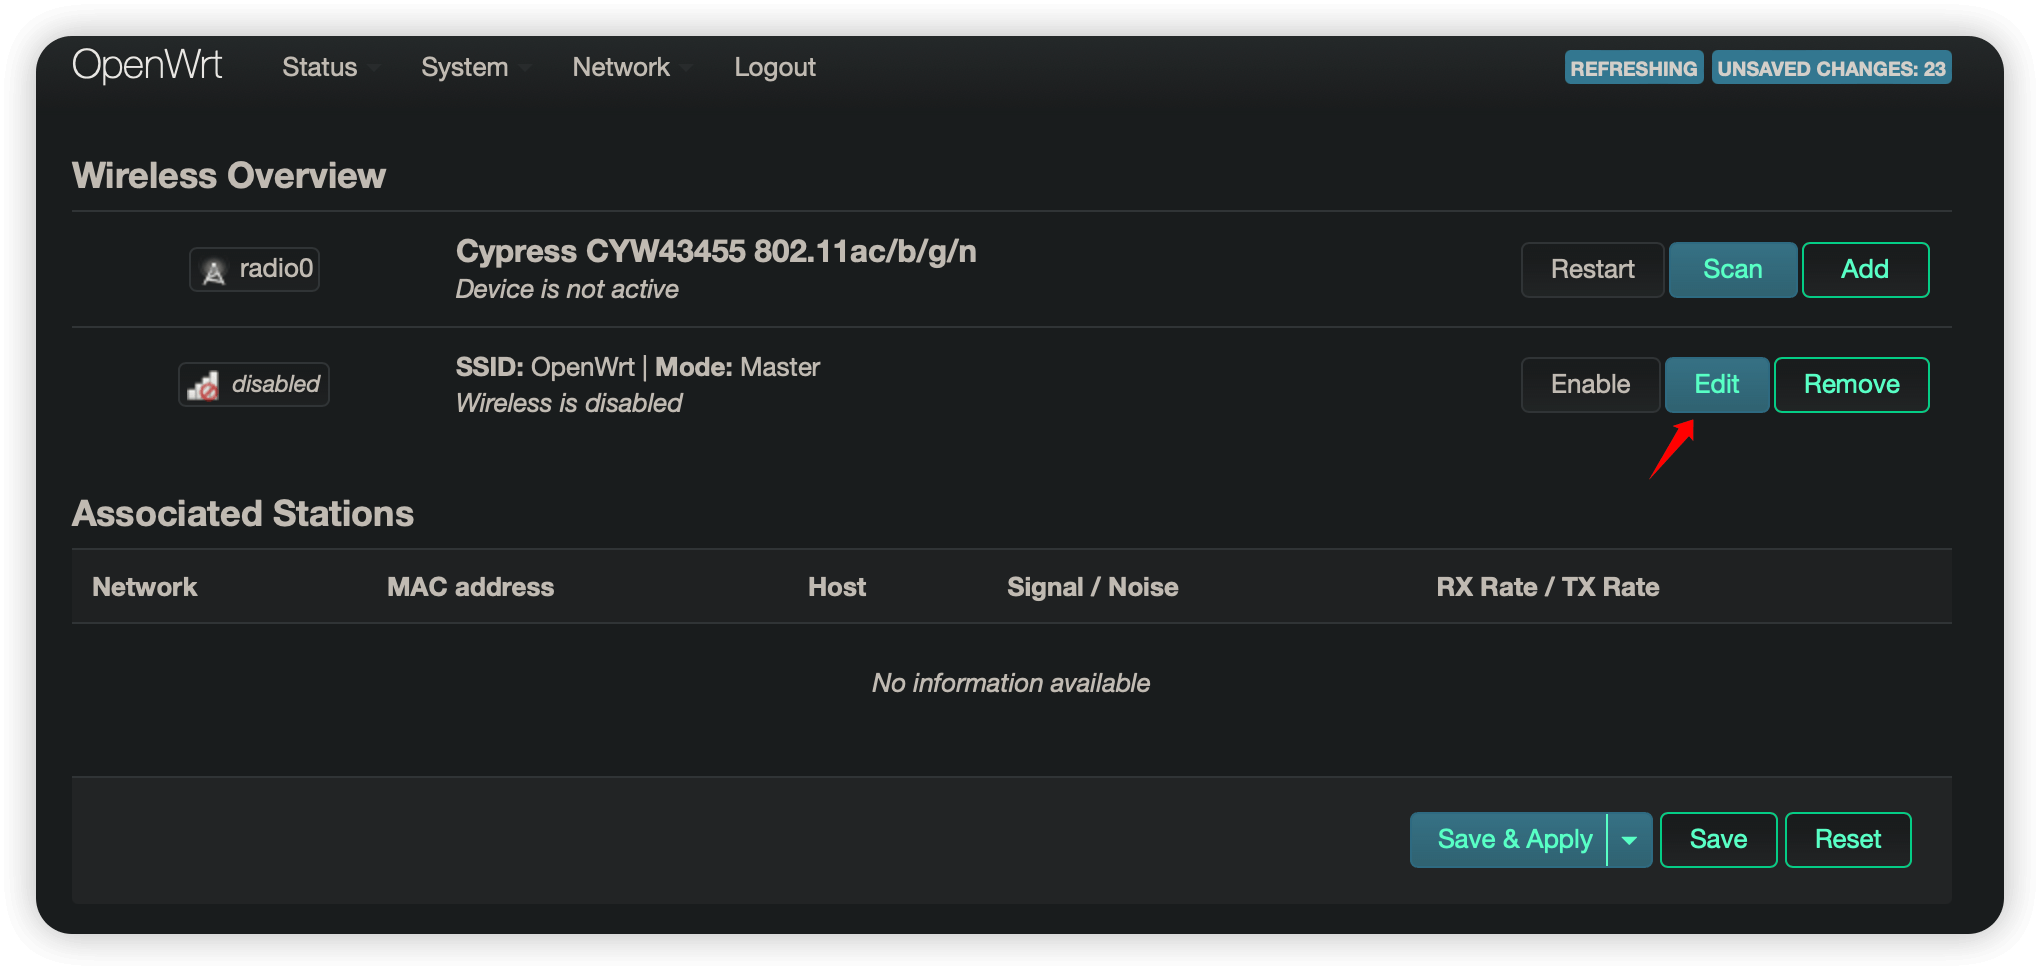 OpenWrt Status System Network Logout REFRESHING UNSAVED CHANGES: 23
Wireless Overview
radio0 Cypress CYW43455 802.11ac/b/g/n Restart Scan Add
Device is not active
disabled SSID: OpenWrt | Mode: Master Enable Edit Remove
Wireless is disabled
Associated Stations
Network MAC address Host Signal / Noise RX Rate / TX Rate
No information available
Save & Apply Save Reset